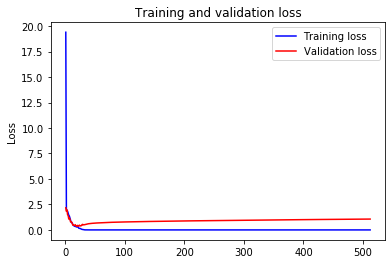 Training and validation loss
20.0
17.5
15.0
12.5
10.0
7.5
5.0
2.5
0.0
Loss
Training loss
Validation loss
0 100 200 300 400 500